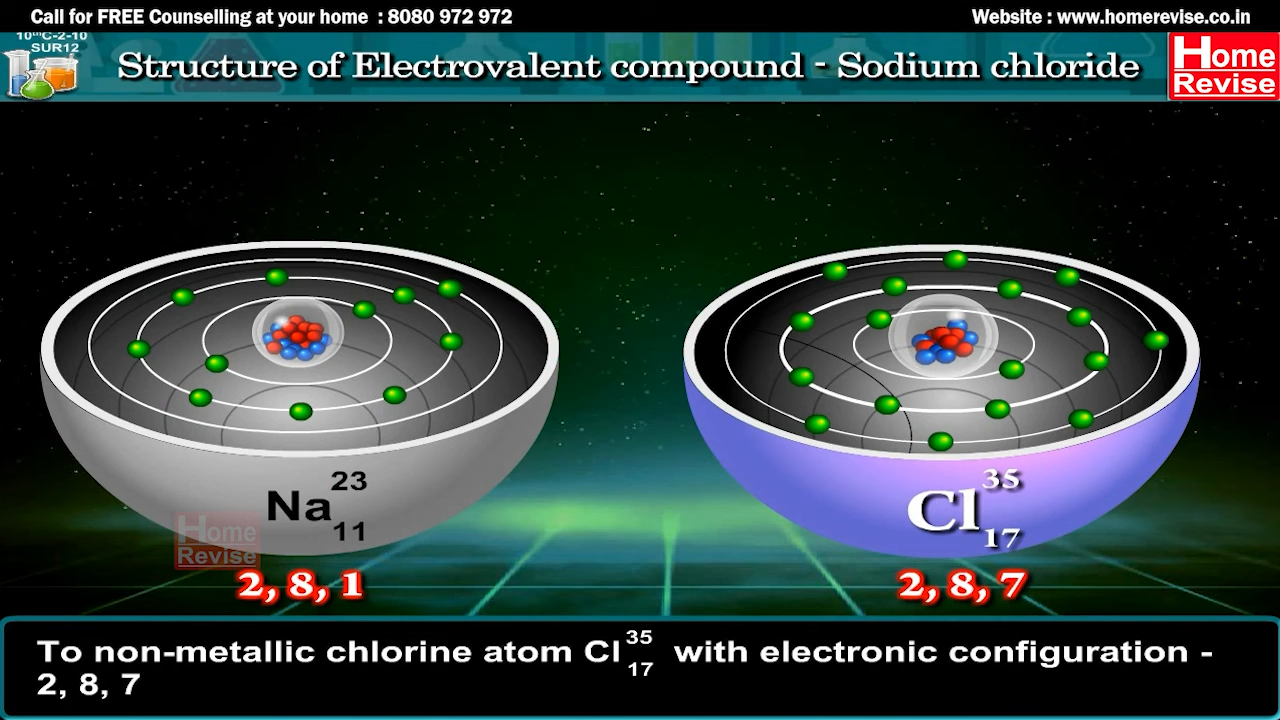 Call for FREE Counselling at your home : 8080 972 972
Website : www.homerevise.co.in
10thC-2-10
SUR12
Structure of Electrovalent compound - Sodium chloride
Home
Revise
Na 23 11
Cl 35 17
Home
Revise
2, 8, 1
2, 8, 7
To non-metallic chlorine atom Cl 35 17 with electronic configuration -
2, 8, 7